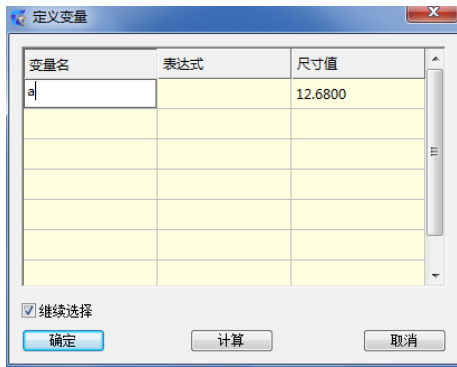 定义变量
变量名 表达式 尺寸值
a 12.6800
继续选择
确定 计算 取消